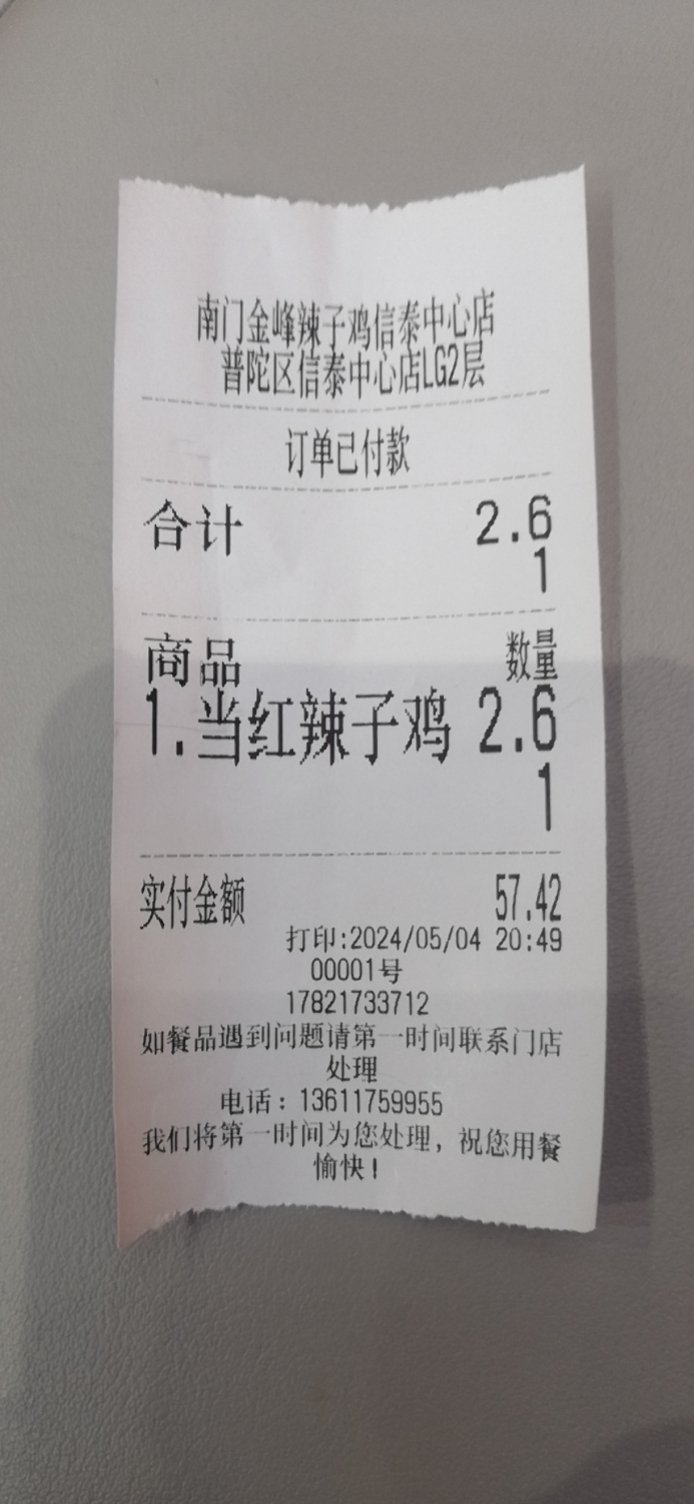 南门金峰辣子鸡信泰中心店
普陀区信泰中心店LG2层
订单已付款
合计 2.6
1
商品 数量
1.当红辣子鸡 2.6
1
实付金额 57.42
打印:2024/05/04 20:49
00001号
17821733712
如餐品遇到问题请第一时间联系门店
处理
电话：13611759955
我们将第一时间为您处理，祝您用餐
愉快！